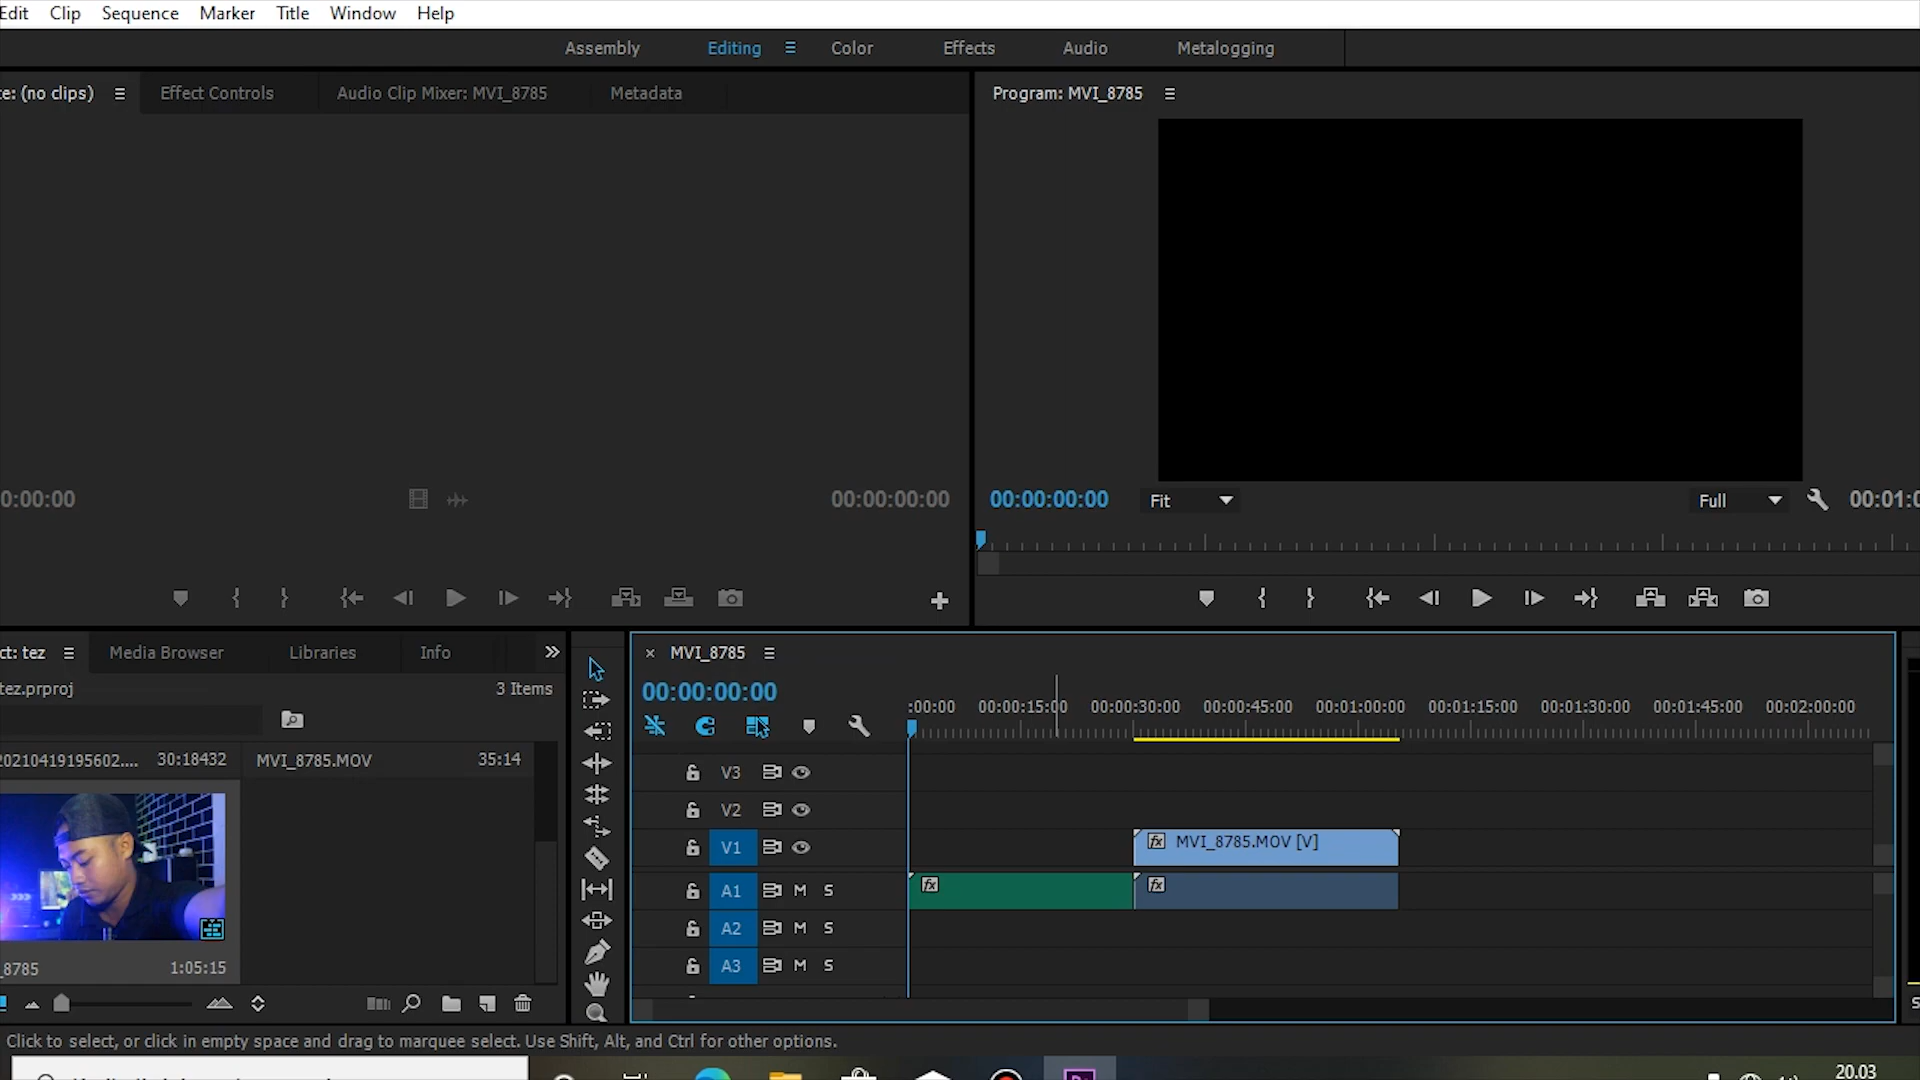 Edit Clip Sequence Marker Title Window Help
Assembly Editing Color Effects Audio Metalogging
(no clips) Effect Controls Audio Clip Mixer: MVI_8785 Metadata
Program: MVI_8785
0:00:00 00:00:00:00
00:00:00:00 Fit Full 00:01:0
ct: tez Media Browser Libraries Info
tez.prproj 3 Items
20210419195602.... 30:18432 MVI_8785.MOV 35:14
_8785 1:05:15
MVI_8785
00:00:00:00
:00:00 00:00:15:00 00:00:30:00 00:00:45:00 00:01:00:00 00:01:15:00 00:01:30:00 00:01:45:00 00:02:00:00
V3
V2
V1 fx MVI_8785.MOV [V]
A1 M S fx fx
A2 M S
A3 M S
S
Click to select, or click in empty space and drag to marquee select. Use Shift, Alt, and Ctrl for other options.
20.03